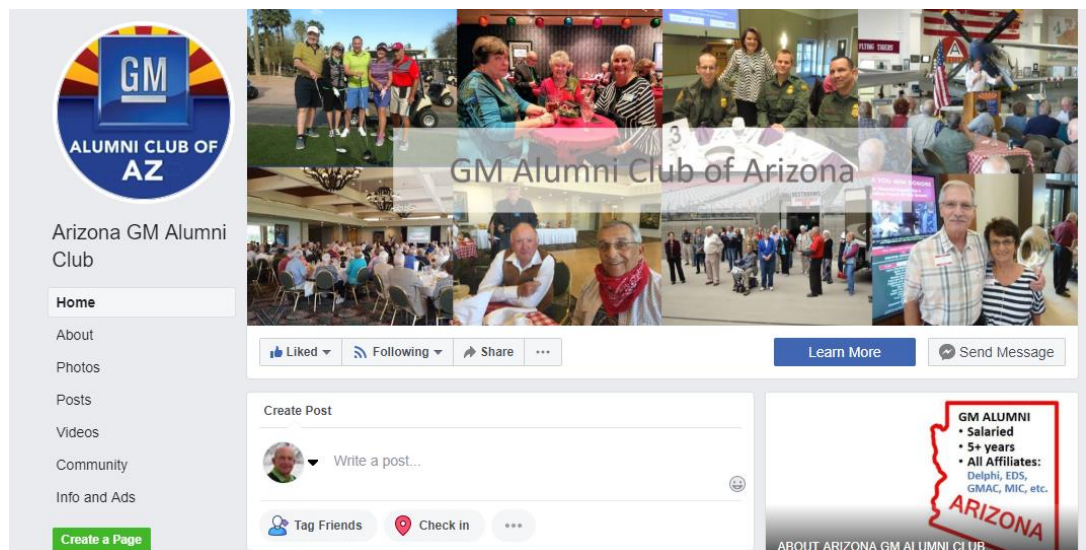 GM
ALUMNI CLUB OF
AZ
Arizona GM Alumni
Club
Home
About
Photos
Posts
Videos
Community
Info and Ads
Create a Page
FLYING TIGERS
A
3
GM Alumni Club of Arizona
Liked
Following
Share
...
Learn More
Send Message
Create Post
Write a post...
Tag Friends
Check in
...
GM ALUMNI
• Salaried
• 5+ years
• All Affiliates:
Delphi, EDS,
GMAC, MIC, etc.
ARIZONA
ABOUT ARIZONA GM ALUMNI CLUB